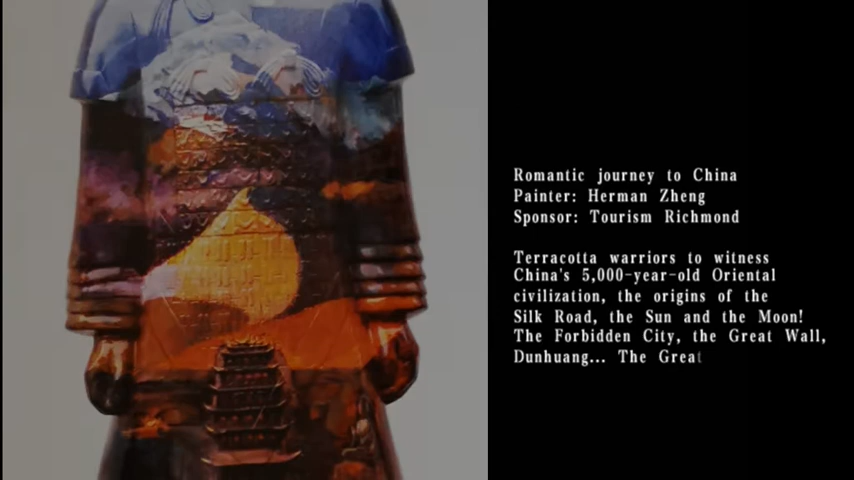 Romantic journey to China
Painter: Herman Zheng
Sponsor: Tourism Richmond
Terracotta warriors to witness
China's 5,000-year-old Oriental
civilization, the origins of the
Silk Road, the Sun and the Moon!
The Forbidden City, the Great Wall,
Dunhuang... The Great